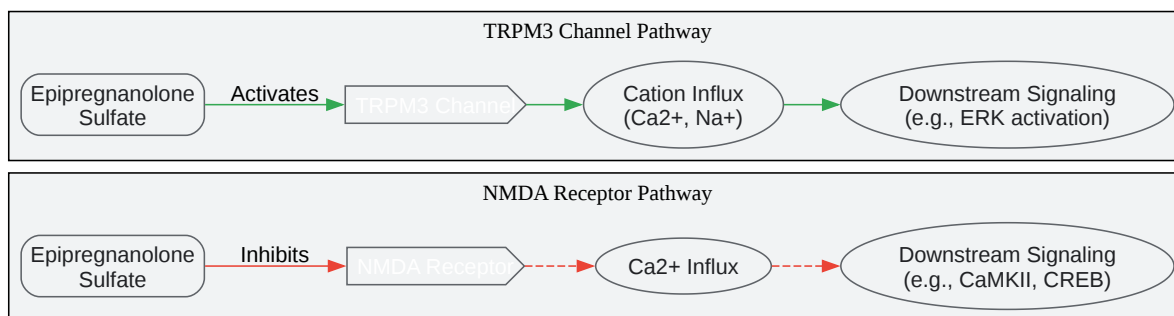 TRPM3 Channel Pathway
Epipregnanolone
Sulfate
Activates
TRPM3 Channel
Cation Influx
(Ca2+, Na+)
Downstream Signaling
(e.g., ERK activation)
NMDA Receptor Pathway
Epipregnanolone
Sulfate
Inhibits
NMDA Receptor
Ca2+ Influx
Downstream Signaling
(e.g., CaMKII, CREB)